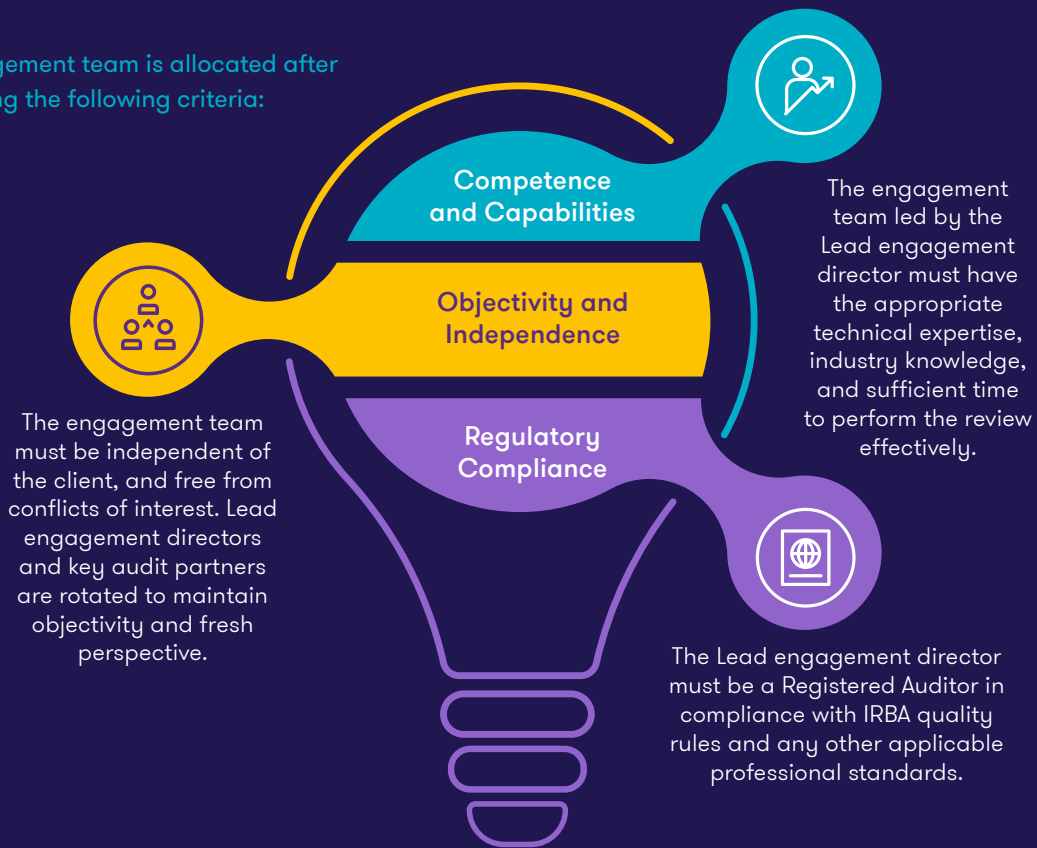 gement team is allocated after
ng the following criteria:
Competence
and Capabilities
The engagement
team led by the
Lead engagement
director must have
the appropriate
technical expertise,
industry knowledge,
and sufficient time
to perform the review
effectively.
Objectivity and
Independence
The engagement team
must be independent of
the client, and free from
conflicts of interest. Lead
engagement directors
and key audit partners
are rotated to maintain
objectivity and fresh
perspective.
Regulatory
Compliance
The Lead engagement director
must be a Registered Auditor in
compliance with IRBA quality
rules and any other applicable
professional standards.